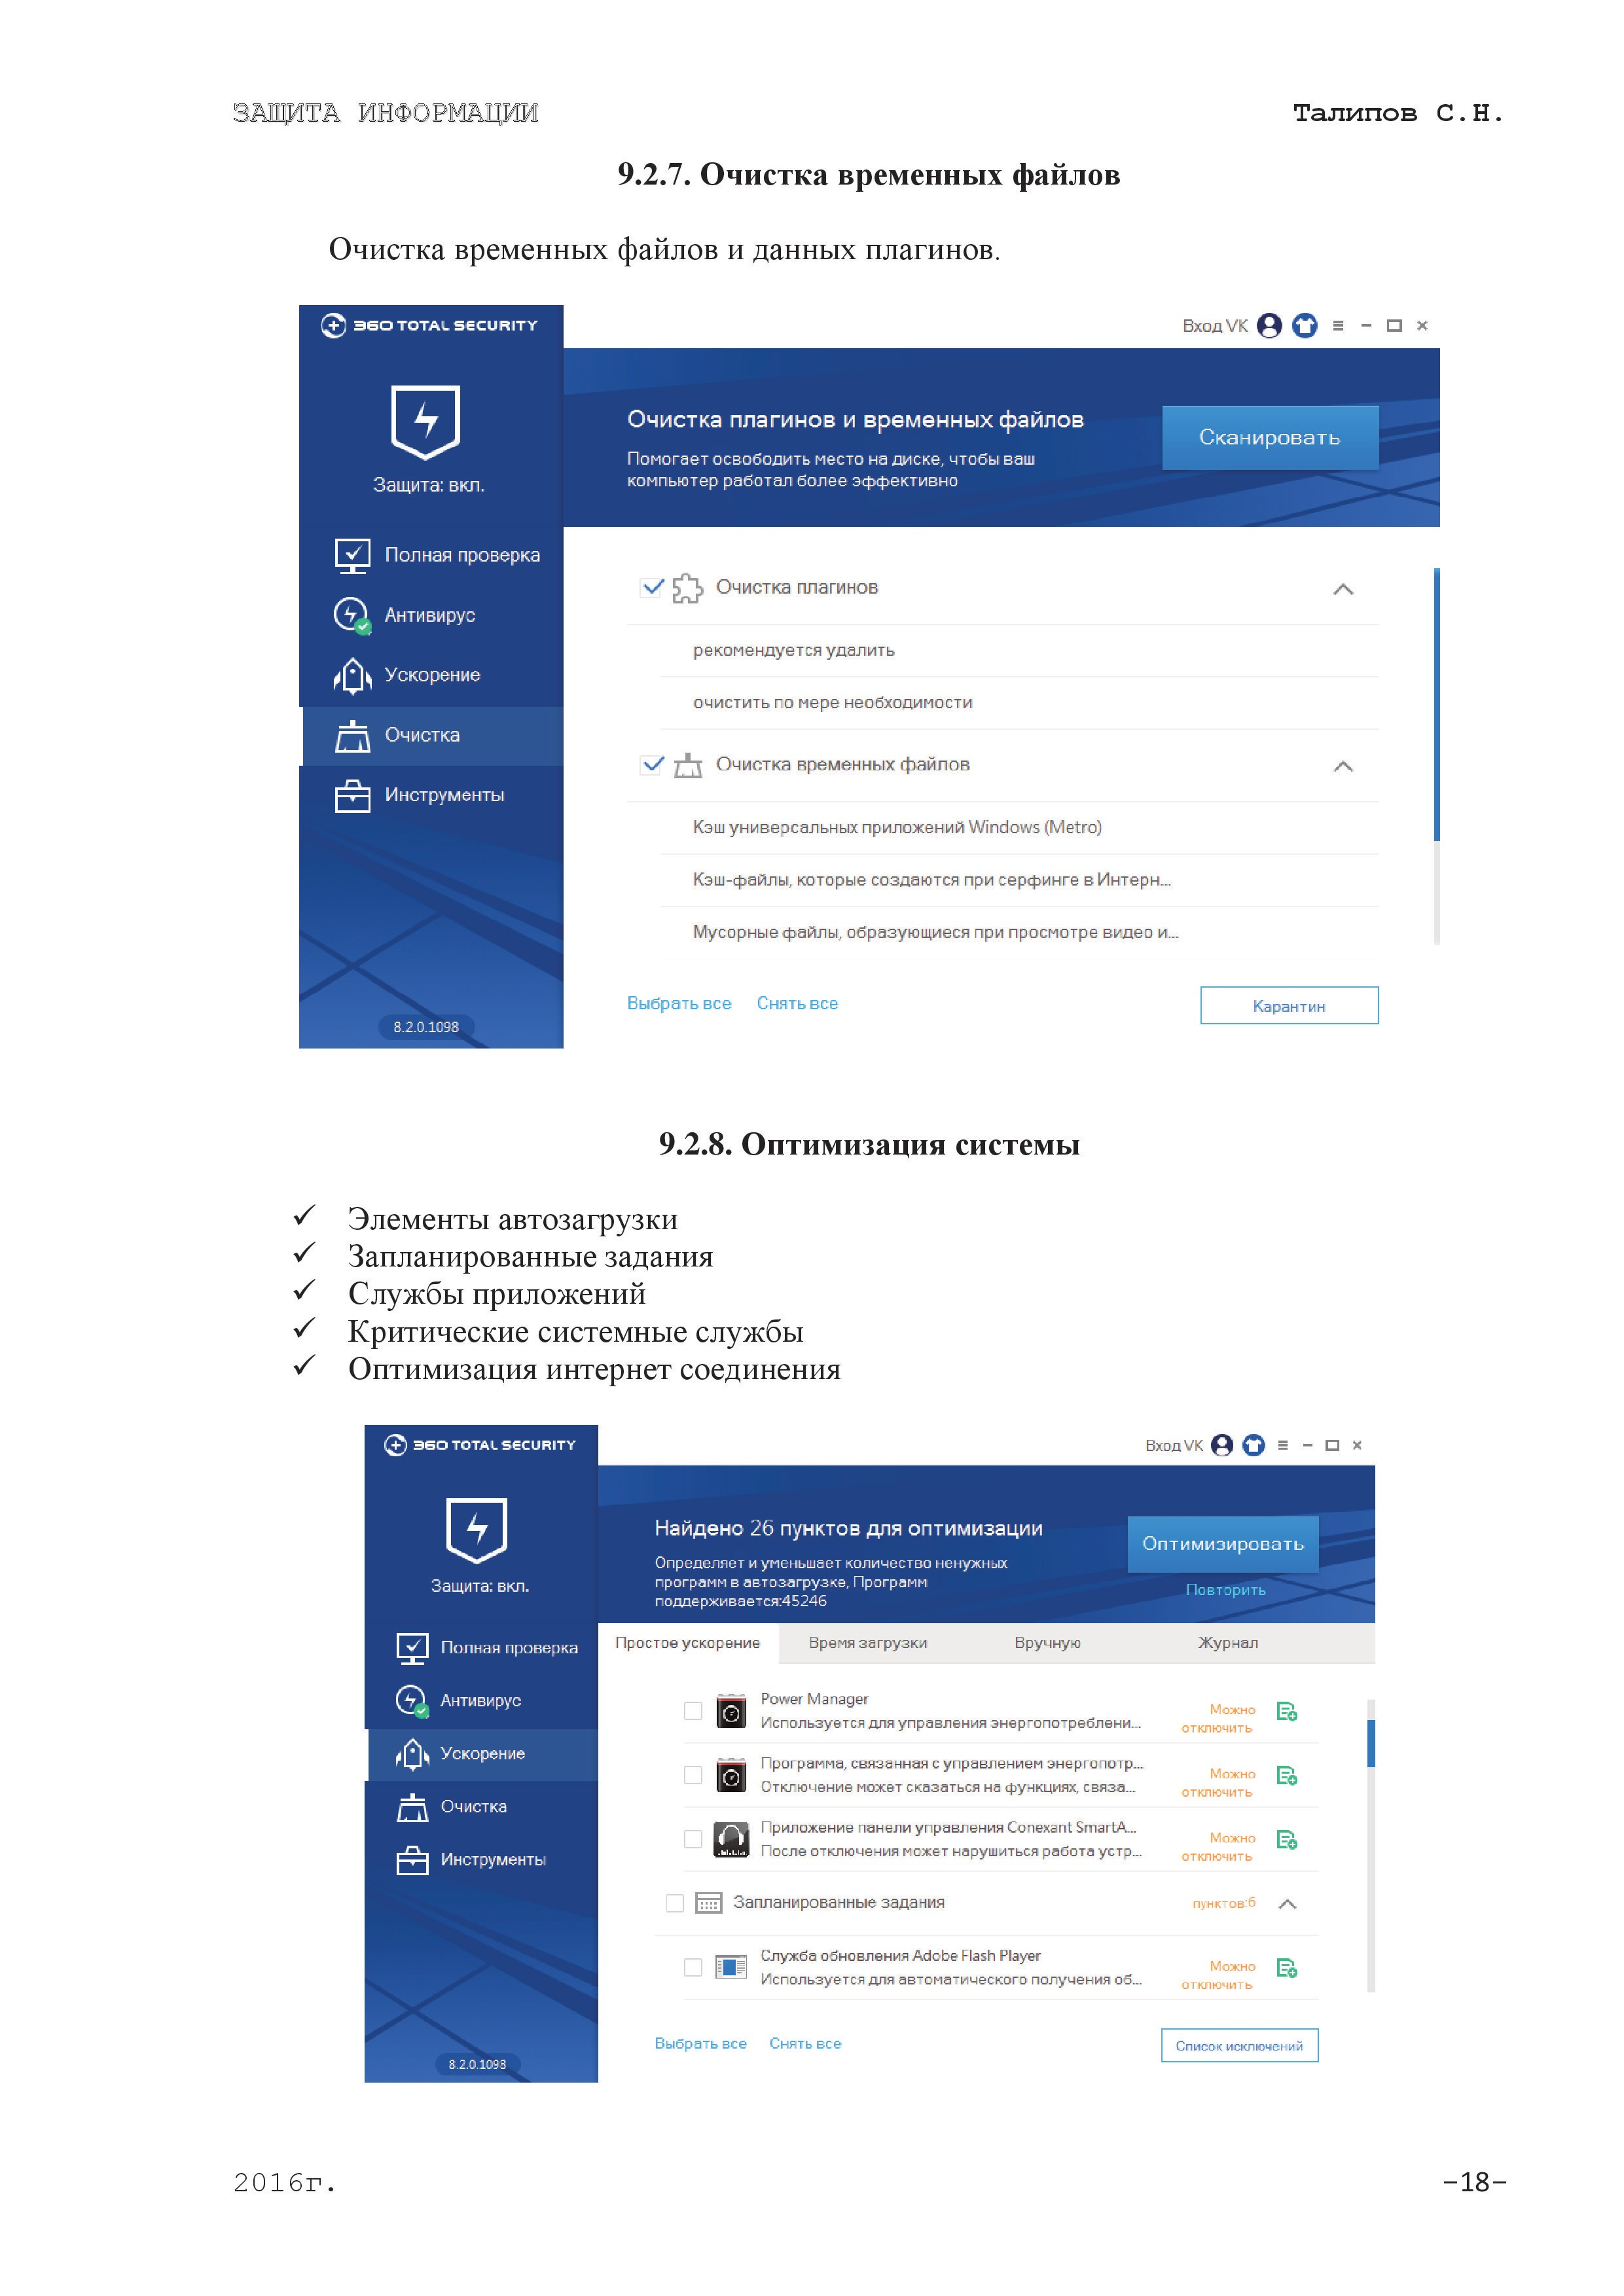 ЗАЩИТА ИНФОРМАЦИИ Талипов С.Н.
9.2.7. Очистка временных файлов
Очистка временных файлов и данных плагинов.
360 TOTAL SECURITY
Вход VK
Защита: вкл.
Очистка плагинов и временных файлов
Помогает освободить место на диске, чтобы ваш
компьютер работал более эффективно
Сканировать
Полная проверка
Антивирус
Ускорение
Очистка
Инструменты
8.2.0.1098
Очистка плагинов
рекомендуется удалить
очистить по мере необходимости
Очистка временных файлов
Кэш универсальных приложений Windows (Metro)
Кэш-файлы, которые создаются при серфинге в Интерн...
Мусорные файлы, образующиеся при просмотре видео и...
Выбрать все Снять все
Карантин
9.2.8. Оптимизация системы
✓ Элементы автозагрузки
✓ Запланированные задания
✓ Службы приложений
✓ Критические системные службы
✓ Оптимизация интернет соединения
360 TOTAL SECURITY
Вход VK
Защита: вкл.
Найдено 26 пунктов для оптимизации
Определяет и уменьшает количество ненужных
программ в автозагрузке, Программ
поддерживается:45246
Оптимизировать
Повторить
Полная проверка
Антивирус
Ускорение
Очистка
Инструменты
8.2.0.1098
Простое ускорение Время загрузки Вручную Журнал
Power Manager
Используется для управления энергопотреблени...
Можно
отключить
Программа, связанная с управлением энергопотр...
Отключение может сказаться на функциях, связа...
Можно
отключить
Приложение панели управления Conexant SmartA...
После отключения может нарушиться работа устр...
Можно
отключить
Запланированные задания пунктов:6
Служба обновления Adobe Flash Player
Используется для автоматического получения об...
Можно
отключить
Выбрать все Снять все
Список исключений
2016г. -18-